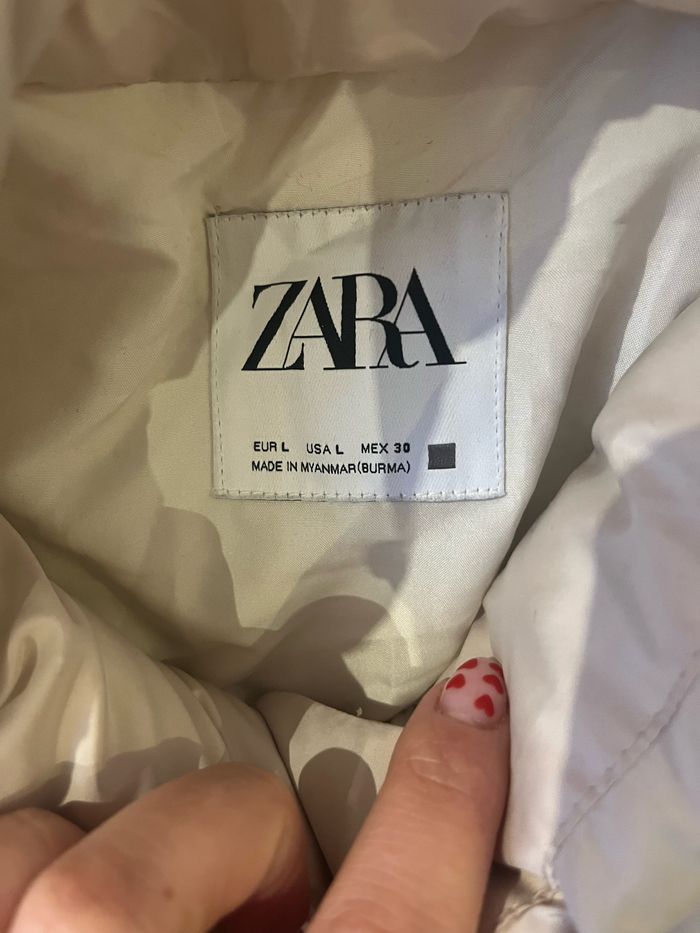 ZARA
EUR L USA L MEX 30
MADE IN MYANMAR(BURMA)